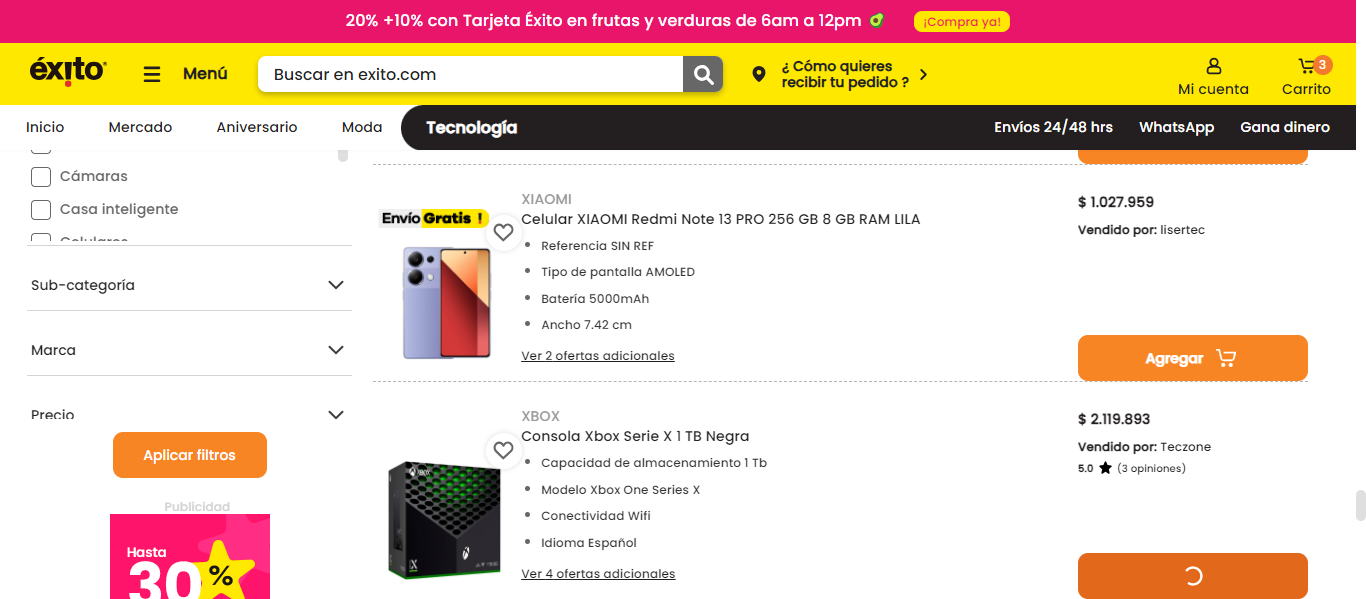 20% +10% con Tarjeta Éxito en frutas y verduras de 6am a 12pm
¡Compra ya!
éxito
Menú
Buscar en exito.com
¿ Cómo quieres
recibir tu pedido ?
Mi cuenta
3
Carrito
Inicio
Mercado
Aniversario
Moda
Tecnología
Envíos 24/48 hrs
WhatsApp
Gana dinero
Cámaras
Casa inteligente
Celulares
Sub-categoría
Marca
Precio
Aplicar filtros
Publicidad
Hasta
30%
Envío Gratis !
XIAOMI
Celular XIAOMI Redmi Note 13 PRO 256 GB 8 GB RAM LILA
Referencia SIN REF
Tipo de pantalla AMOLED
Batería 5000mAh
Ancho 7.42 cm
Ver 2 ofertas adicionales
$ 1.027.959
Vendido por: lisertec
Agregar
XBOX
Consola Xbox Serie X 1 TB Negra
Capacidad de almacenamiento 1 Tb
Modelo Xbox One Series X
Conectividad Wifi
Idioma Español
Ver 4 ofertas adicionales
$ 2.119.893
Vendido por: Teczone
5.0 (3 opiniones)
XBOX